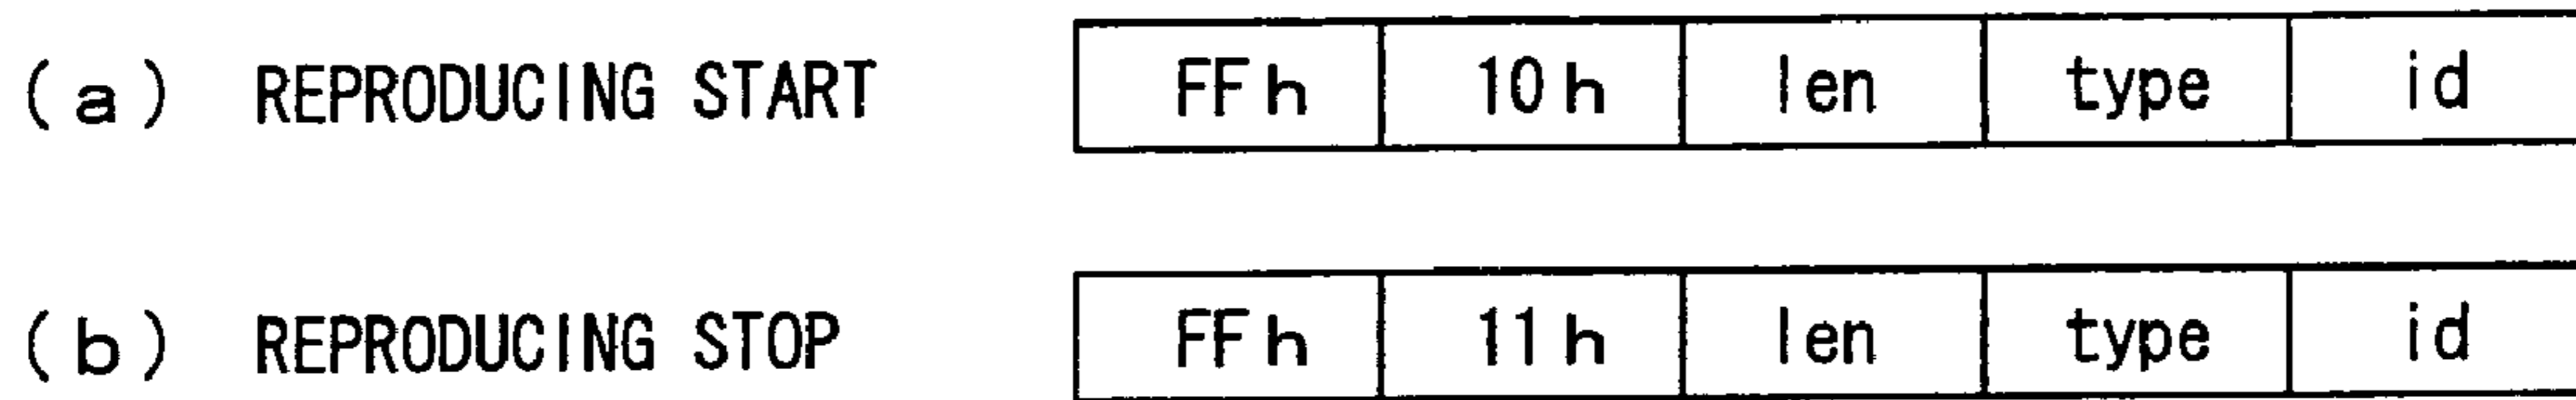 (a) REPRODUCING START FFh 10h len type id
(b) REPRODUCING STOP FFh 11h len type id